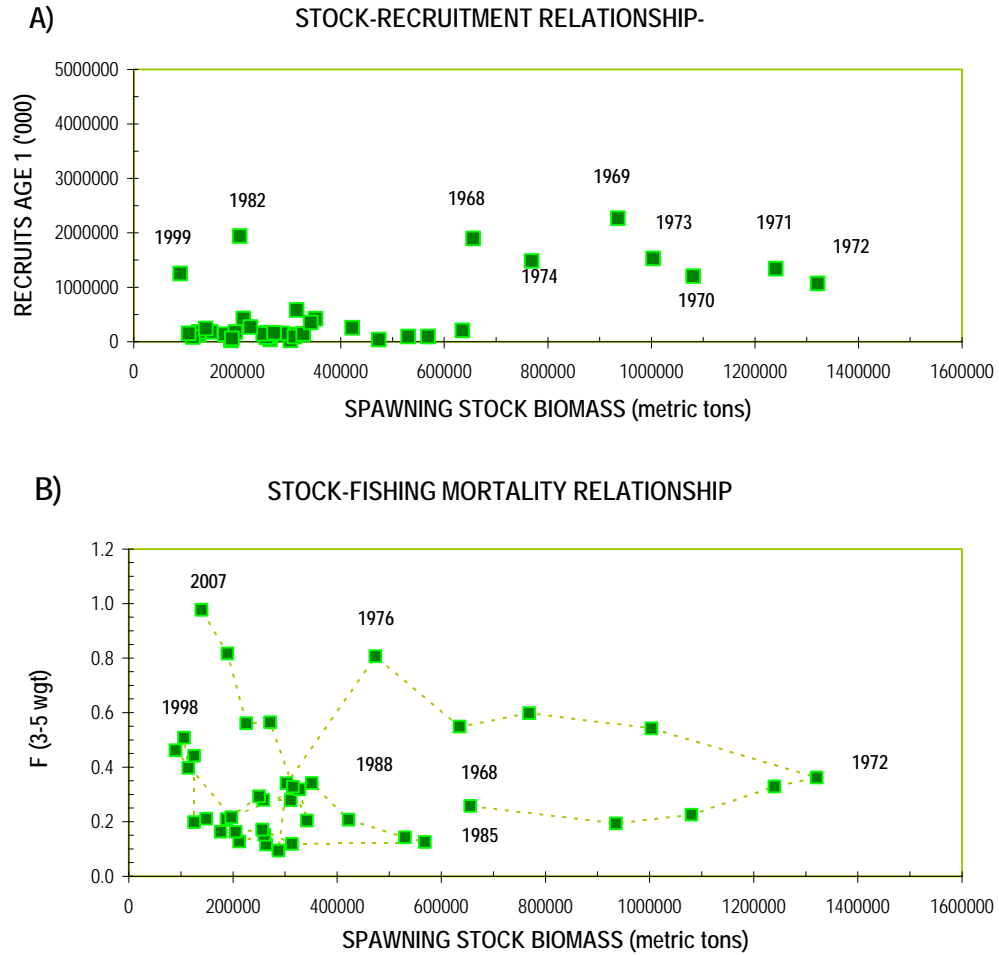 A)
STOCK-RECRUITMENT RELATIONSHIP-
RECRUITS AGE 1 ('000)
5000000
4000000
3000000
2000000
1000000
0
1999
1982
1968
1974
1969
1973
1970
1971
1972
0 200000 400000 600000 800000 1000000 1200000 1400000 1600000
SPAWNING STOCK BIOMASS (metric tons)
B)
STOCK-FISHING MORTALITY RELATIONSHIP
F (3-5 wgt)
1.2
1.0
0.8
0.6
0.4
0.2
0.0
2007
1998
1976
1988
1968
1985
1972
0 200000 400000 600000 800000 1000000 1200000 1400000 1600000
SPAWNING STOCK BIOMASS (metric tons)